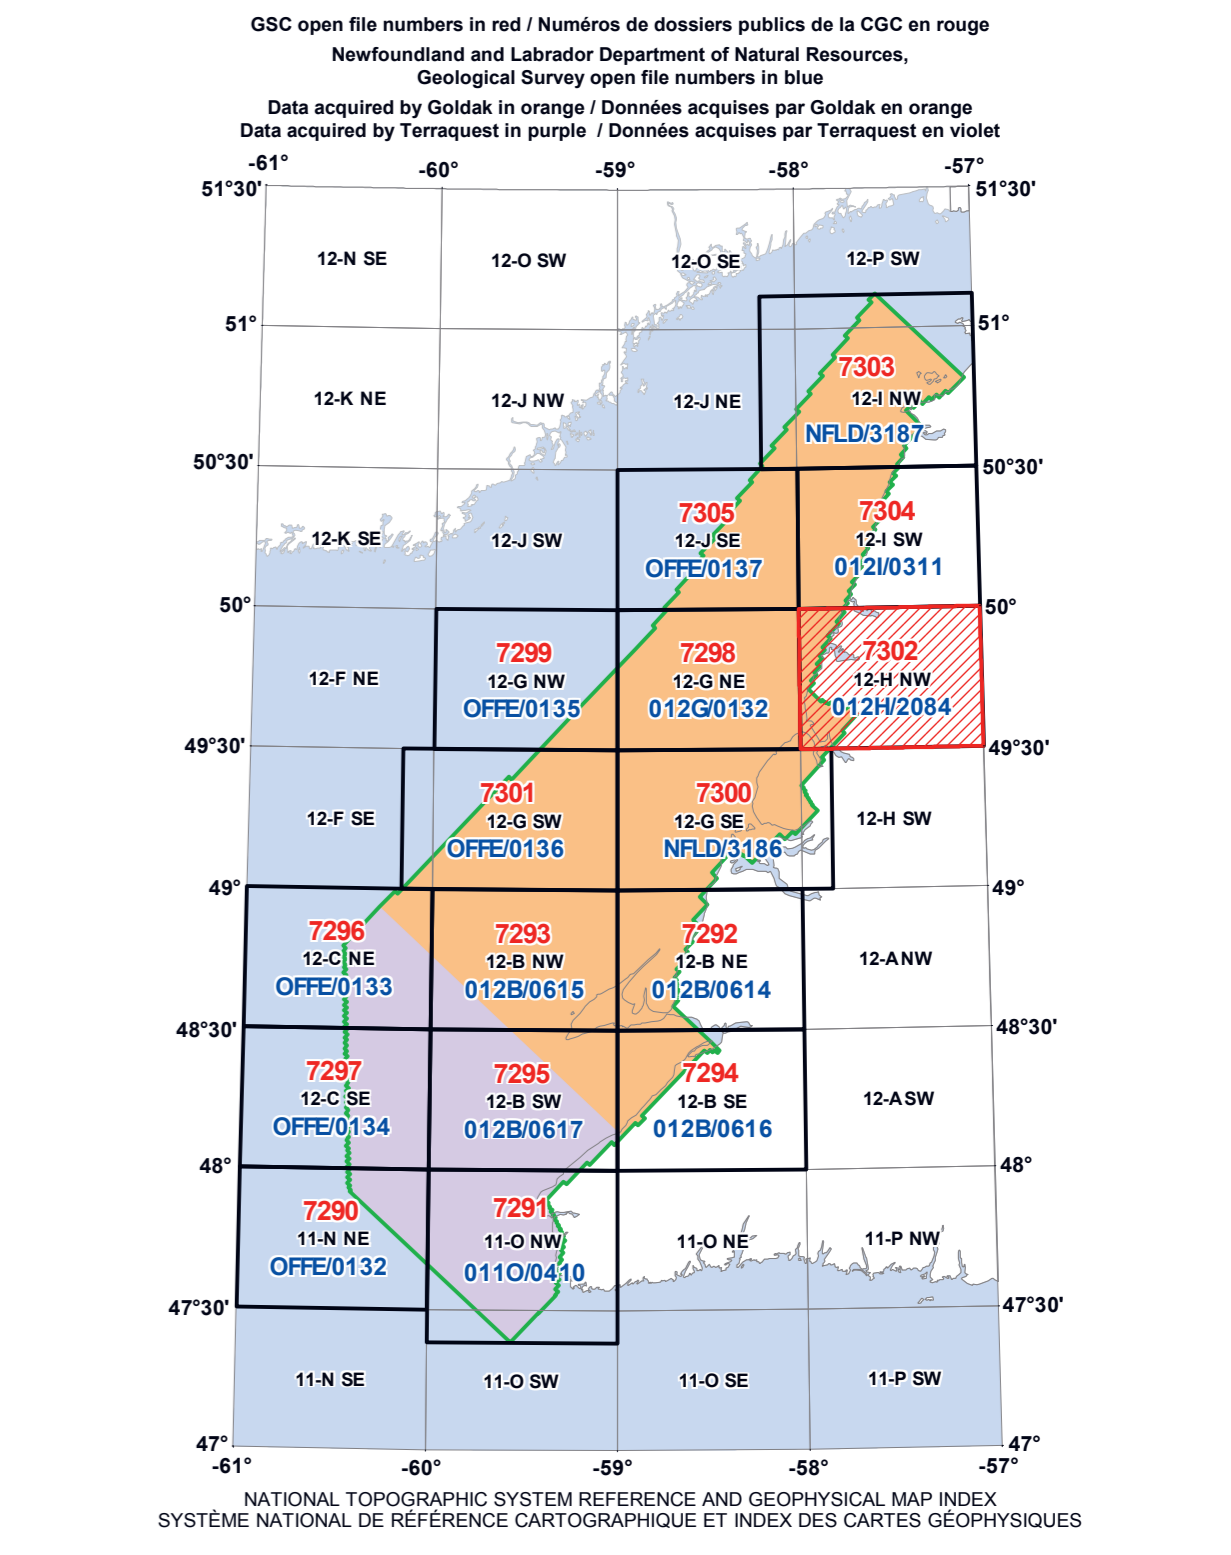 GSC open file numbers in red / Numéros de dossiers publics de la CGC en rouge
Newfoundland and Labrador Department of Natural Resources,
Geological Survey open file numbers in blue
Data acquired by Goldak in orange / Données acquises par Goldak en orange
Data acquired by Terraquest in purple / Données acquises par Terraquest en violet
-61° -60° -59° -58° -57°
51°30' 51°30'
12-N SE 12-O SW 12-O SE 12-P SW
51° 51°
7303
12-K NE 12-J NW 12-J NE 12-I NW
NFLD/3187
50°30' 50°30'
7305 7304
12-K SE 12-J SW 12-J SE 12-I SW
OFFE/0137 012I/0311
50° 50°
7299 7298 7302
12-F NE 12-G NW 12-G NE 12-H NW
OFFE/0135 012G/0132 012H/2084
49°30' 49°30'
7301 7300
12-F SE 12-G SW 12-G SE 12-H SW
OFFE/0136 NFLD/3186
49° 49°
7296 7293 7292
12-C NE 12-B NW 12-B NE 12-A NW
OFFE/0133 012B/0615 012B/0614
48°30' 48°30'
7297 7295 7294
12-C SE 12-B SW 12-B SE 12-A SW
OFFE/0134 012B/0617 012B/0616
48° 48°
7290 7291
11-N NE 11-O NW 11-O NE 11-P NW
OFFE/0132 011O/0410
47°30' 47°30'
11-N SE 11-O SW 11-O SE 11-P SW
47° 47°
-61° -60° -59° -58° -57°
NATIONAL TOPOGRAPHIC SYSTEM REFERENCE AND GEOPHYSICAL MAP INDEX
SYSTÈME NATIONAL DE RÉFÉRENCE CARTOGRAPHIQUE ET INDEX DES CARTES GÉOPHYSIQUES